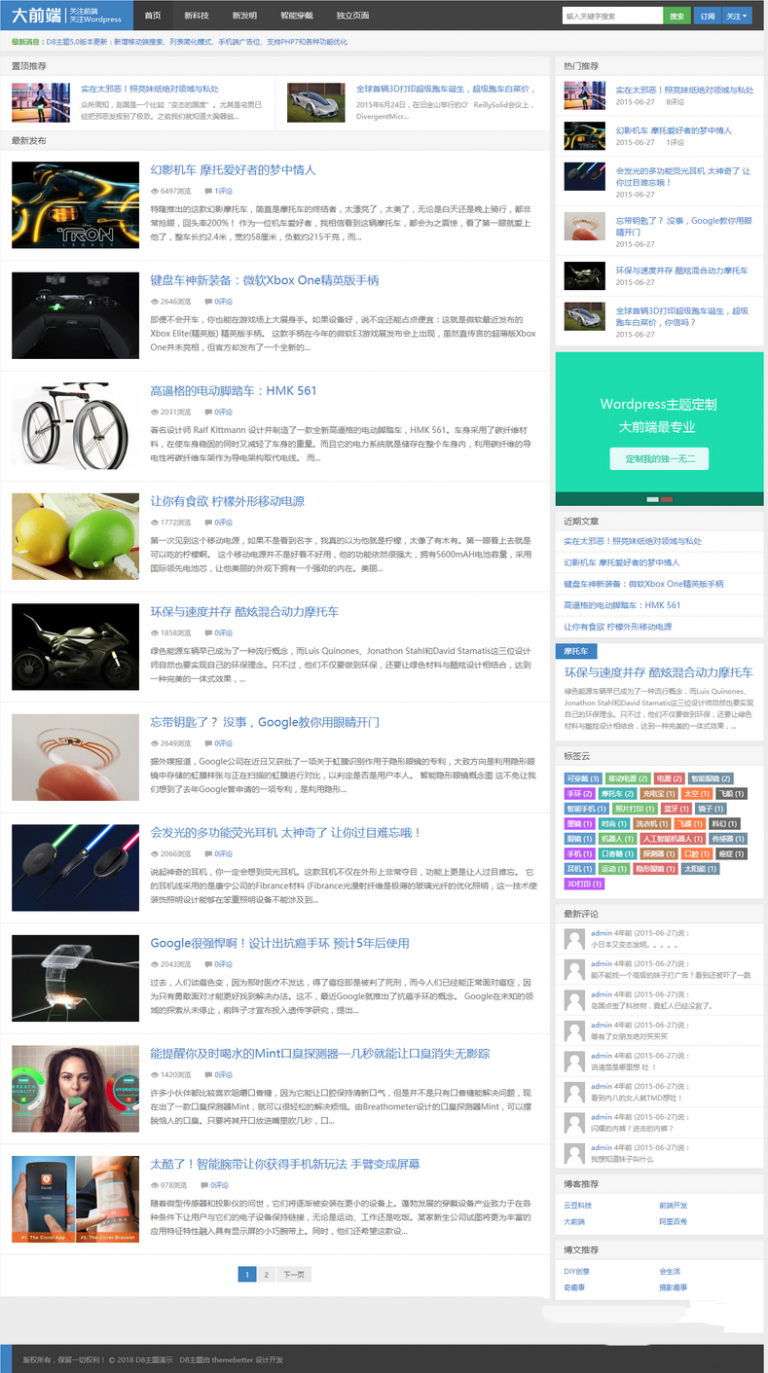 大前端
关注前端
关注Wordpress
首页
新科技
新发明
智能穿戴
独立页面
输入关键字搜索
搜索
订阅
关注
最新消息：DB主题5.0版本更新：新增移动端搜索、列表简化模式、手机端广告位、支持PHP7和各种功能优化
置顶推荐
实在太邪恶！照亮妹纸绝对领域与私处
众所周知，岛国是一个比较“变态的国度”。尤其是宅男已
经把邪恶发挥到了极致。之前我们就知道大胸器装...
全球首辆3D打印超级跑车诞生，超级跑车白菜价，
2015年6月24日，在旧金山举行的O’ReillySolid会议上，
DivergentMicr...
最新发布
幻影机车 摩托爱好者的梦中情人
6497浏览 1评论
特隆推出的这款幻影摩托车，简直是摩托车的终结者，太漂亮了，太美了，无论是白天还是晚上骑行，都非
常抢眼，回头率200%！ 作为一位机车爱好者，我相信看到这辆摩托车，都会为之震惊，看了第一眼就爱上
他了，整车长约2.4米，宽约58厘米，负载约215千克，而...
键盘车神新装备：微软Xbox One精英版手柄
2646浏览 0评论
即便不会开车，你也能在游戏场上大展身手。如果设备好，说不定还能占点便宜；这就是微软最近发布的
Xbox Elite(精英版) 精英版手柄。 这款手柄在今年的微软E3游戏展发布会上出现，虽然直传言的超薄版Xbox
One并未亮相，但官方却发布了一个全新的...
高逼格的电动脚踏车：HMK 561
2031浏览 0评论
著名设计师 Ralf Kittmann 设计并制造了一款全新高逼格的电动脚踏车，HMK 561。车身采用了碳纤维材
料，在使车身稳固的同时又减轻了车身的重量。而且它的电力系统就是储存在整个车身内，利用碳纤维的导
电性将碳纤维车架作为导电架构取代电线。 而...
让你有食欲 柠檬外形移动电源
1772浏览 0评论
第一次见到这个移动电源，如果不是看到名字，我真的以为他就是柠檬，太像了有木有。第一眼看上去就是
可以吃的柠檬啊。 这个移动电源并不是好看不好用，他的功能依然很强大，拥有5600mAH电池容量，采用
国际领先电池芯，让他美丽的外观下拥有一个强劲的内在。美丽...
环保与速度并存 酷炫混合动力摩托车
1858浏览 0评论
绿色能源车辆早已成为了一种流行概念，而Luis Quinones、Jonathon Stahl和David Stamatis这三位设计
师自然也要实现自己的环保理念。只不过，他们不仅要做到环保，还要让绿色材料与酷炫设计相结合，达到
一种完美的一体式效果，...
忘带钥匙了？ 没事，Google教你用眼睛开门
2649浏览 0评论
据外媒报道，Google公司在近日又获批了一项关于虹膜识别作用于隐形眼镜的专利，大致方向是利用隐形眼
镜中存储的虹膜样张与正在扫描的虹膜进行对比，以判定是否是用户本人。 智能隐形眼镜概念图 这不免让我
们想到了去年Google曾申请的一项专利，是利用隐形...
会发光的多功能荧光耳机 太神奇了 让你过目难忘哦！
2066浏览 0评论
说起神奇的耳机，你一定会想到荧光耳机。这款耳机不仅在外形上非常夺目，功能上更是让人过目难忘。 它
的耳机线采用的是康宁公司的Fibrance材料 (Fibrance光漫射纤维是极薄的玻璃光纤的优化照明，这一技术使
装饰照明设计能够在笨重照明设备不能涉及到...
Google很强悍啊！设计出抗癌手环 预计5年后使用
2043浏览 0评论
过去，人们谈癌色变，因为那时医疗不发达，得了癌症即是被判了死刑，而今人们已经能正常面对癌症，因
为只有勇敢面对才能更好找到解决办法。这不，最近Google就推出了抗癌手环的概念。 Google在未知的领
域的探索从未停止，前阵子才宣布投入遗传学研究，提出...
能提醒你及时喝水的Mint口臭探测器—几秒就能让口臭消失无影踪
1420浏览 0评论
许多小伙伴都比较喜欢咀嚼口香糖，因为它能让口腔保持清新口气，但是并不是只有口香糖能解决问题，现
在出了一款口臭探测器Mint，就可以很轻松的解决烦恼。由Breathometer设计的口臭探测器Mint，可以摆
脱恼人的口臭。只要将其开口放进嘴里吹几秒，口...
太酷了！智能腕带让你获得手机新玩法 手臂变成屏幕
978浏览 0评论
随着微型传感器和投影仪的问世，它们将逐渐被安装在更小的设备上。蓬勃发展的穿戴设备产业致力于在各
种条件下让用户与它们的电子设备保持链接，无论是运动、工作还是吃饭。某家新生公司试图将更为丰富的
应用特征特性融入具有显示屏的小巧腕带上。同时，他们还希望这款设...
1 2 下一页
热门推荐
实在太邪恶！照亮妹纸绝对领域与私处
2015-06-27 8评论
幻影机车 摩托爱好者的梦中情人
2015-06-27 1评论
会发光的多功能荧光耳机 太神奇了 让
你过目难忘哦！
2015-06-27
忘带钥匙了？ 没事，Google教你用眼
睛开门
2015-06-27
环保与速度并存 酷炫混合动力摩托车
2015-06-27
全球首辆3D打印超级跑车诞生，超级
跑车白菜价，你信吗？
2015-06-27
Wordpress主题定制
大前端最专业
定制我的独一无二
近期文章
实在太邪恶！照亮妹纸绝对领域与私处
幻影机车 摩托爱好者的梦中情人
键盘车神新装备：微软Xbox One精英版手柄
高逼格的电动脚踏车：HMK 561
让你有食欲 柠檬外形移动电源
摩托车
环保与速度并存 酷炫混合动力摩托车
绿色能源车辆早已成为了一种流行概念，而Luis Quinones、
Jonathon Stahl和David Stamatis这三位设计师自然也要实现
自己的环保理念。只不过，他们不仅要做到环保，还要让绿色
材料与酷炫设计相结合，达到一种完美的一体式效果，...
标签云
可穿戴 (3) 移动电源 (2) 电源 (2) 智能眼镜 (2)
手环 (2) 摩托车 (2) 充电宝 (1) 太空 (1) 飞船 (1)
智能手机 (1) 照片打印 (1) 蓝牙 (1) 镜子 (1)
墨镜 (1) 时尚 (1) 洗衣机 (1) 飞碟 (1) 科幻 (1)
眼镜 (1) 机器人 (1) 人工智能机器人 (1) 传感器 (1)
手机 (1) 口香糖 (1) 探测器 (1) 口腔 (1) 癌症 (1)
耳机 (1) 运动 (1) 隐形眼镜 (1) 太阳能 (1)
3D打印 (1)
最新评论
admin 4年前 (2015-06-27)说：
小日本又变态发明。。。。。
admin 4年前 (2015-06-27)说：
能不能找一个高级的妹子打广告？看到还被吓了一跳
admin 4年前 (2015-06-27)说：
岛国点歪了科技树，霓虹人已经没救了。
admin 4年前 (2015-06-27)说：
等有了女朋友绝对买买买
admin 4年前 (2015-06-27)说：
说清楚是哪里想 吐 ！
admin 4年前 (2015-06-27)说：
看到内八的女人就TMD想吐！
admin 4年前 (2015-06-27)说：
闪耀的内裤？进击的内裤？
admin 4年前 (2015-06-27)说：
我想知道妹子叫什么
博客推荐
云豆科技 前端开发
大前端 阿里百秀
博文推荐
DIY创意 会生活
奇趣事 摄影趣事
版权所有，保留一切权利！ © 2018 DB主题演示 DB主题由 themebetter 设计开发